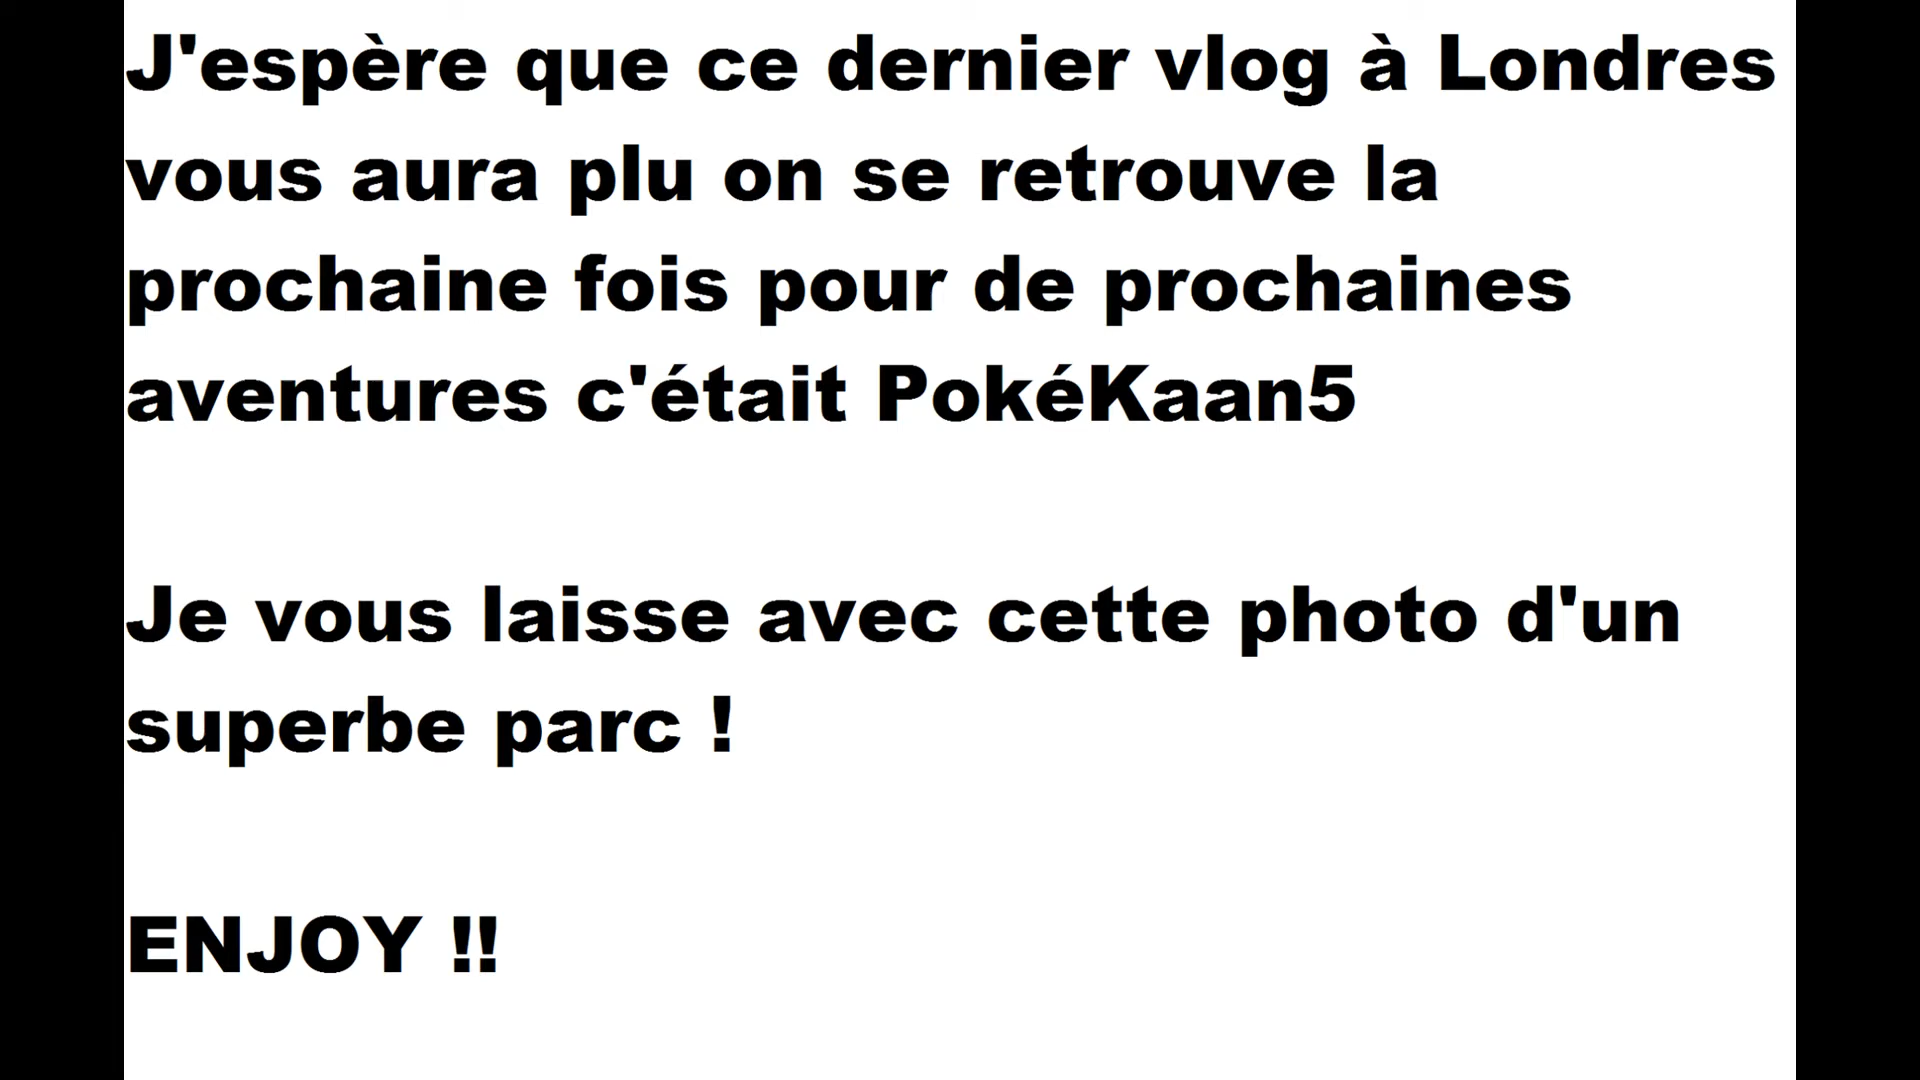 J'espère que ce dernier vlog à Londres
vous aura plu on se retrouve la
prochaine fois pour de prochaines
aventures c'était PokéKaan5
Je vous laisse avec cette photo d'un
superbe parc !
ENJOY !!